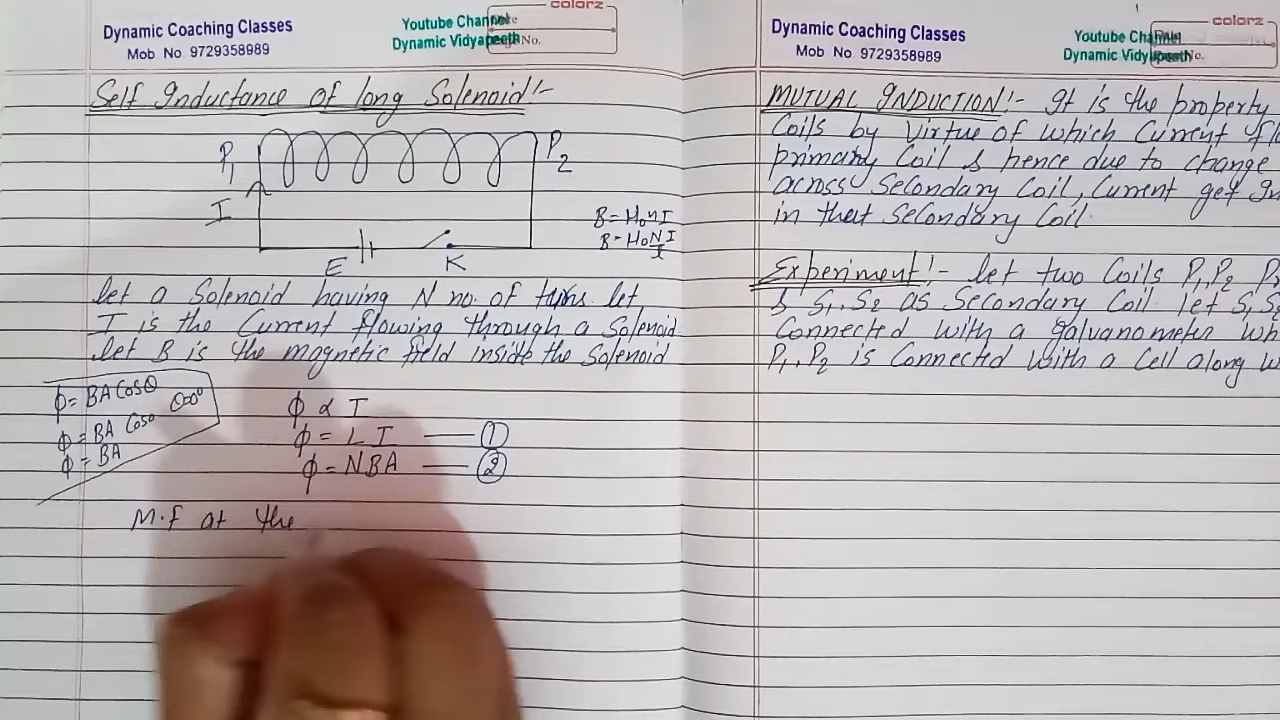 Dynamic Coaching Classes
Mob No 9729358989
Youtube Channel
Dynamic Vidyapeeth
colorz
Self Inductance of long Solenoid:-
P1
P2
I
E
K
B = μ0nI
B = μ0NI
l
let a Solenoid having N no. of turns. let
I is the Current flowing through a Solenoid
let B is the magnetic field inside the Solenoid
ϕ = BA Cosθ
θ=0°
ϕ = BA Cos0
ϕ = BA
ϕ ∝ I
ϕ = LI — ①
ϕ = NBA — ②
M.f at the
Dynamic Coaching Classes
Mob No 9729358989
Youtube Channel
Dynamic Vidyapeeth
colorz
MUTUAL INDUCTION:- It is the property
Coils by Virtue of which Current
primary Coil & hence due to change
across Secondary Coil, Current get
in that Secondary Coil.
Experiment:- let two Coils P1,P2
& S1,S2 as Secondary Coil. let
Connected with a galvanometer
P1,P2 is Connected with a Cell along